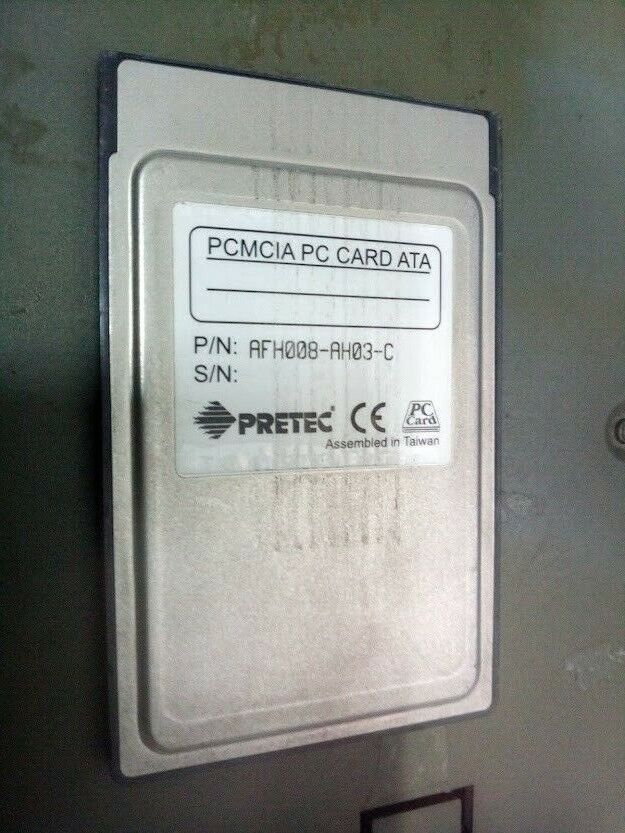 PCMCIA PC CARD ATA
P/N: AFH008-AH03-C
S/N:
PRETEC CE PC Card
Assembled in Taiwan